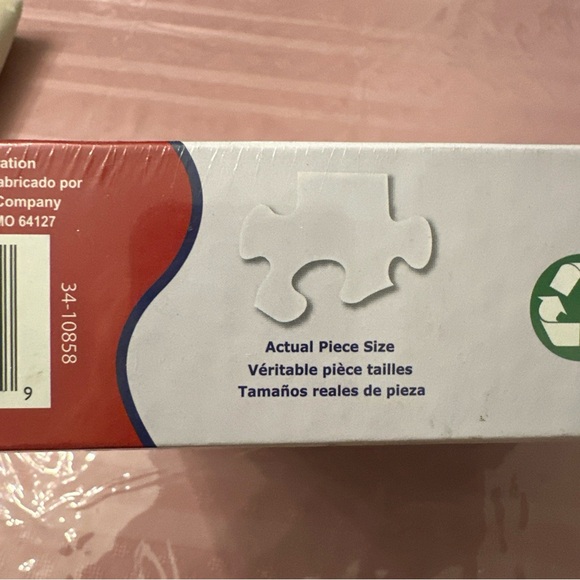 ation
abricado por
Company
MO 64127
34-10858
9
Actual Piece Size
Véritable pièce tailles
Tamaños reales de pieza